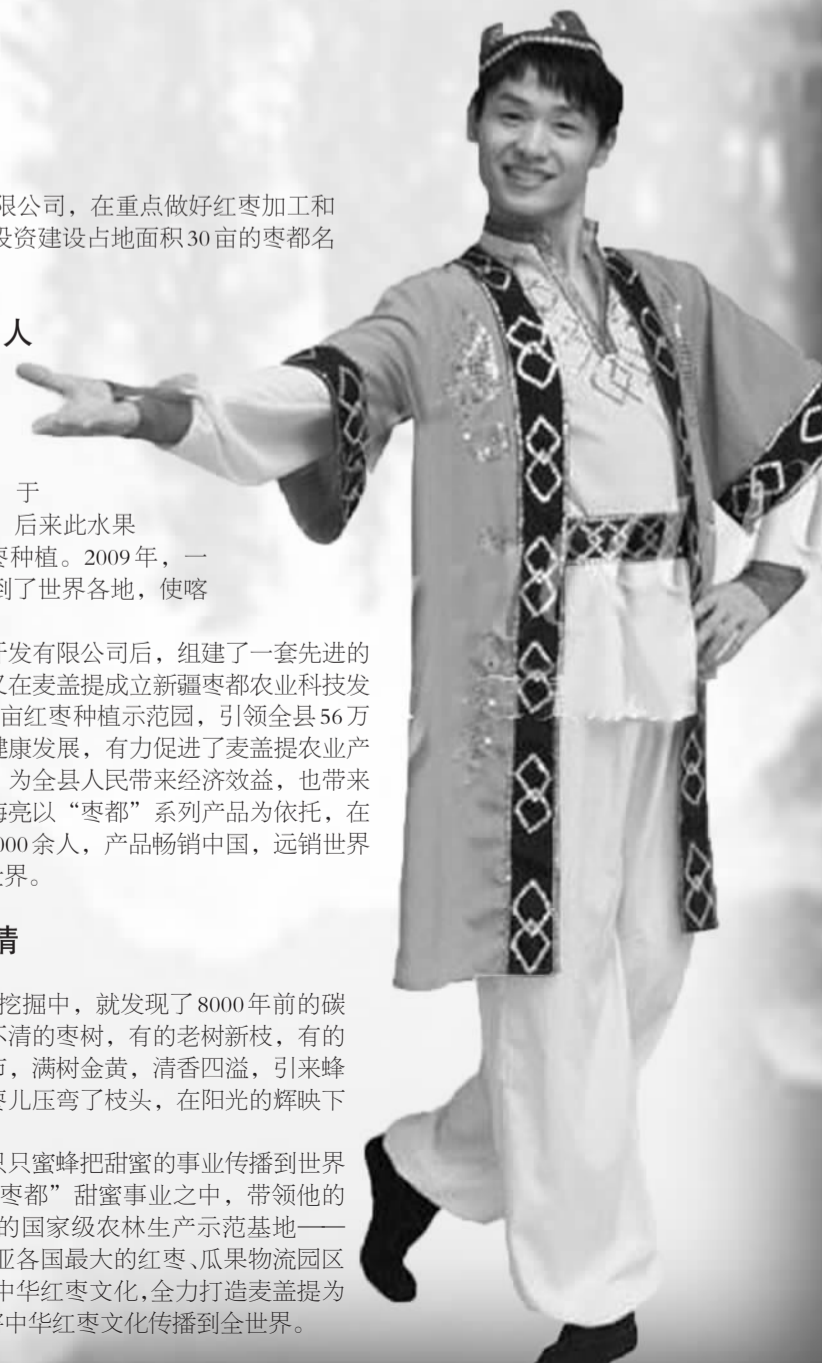 限公司，在重点做好红枣加工和
投资建设占地面积30亩的枣都名
人
于
后来此水果
枣种植。2009年，一
到了世界各地，使喀
开发有限公司后，组建了一套先进的
又在麦盖提成立新疆枣都农业科技发
亩红枣种植示范园，引领全县56万
健康发展，有力促进了麦盖提农业产
，为全县人民带来经济效益，也带来
海亮以“枣都”系列产品为依托，在
000余人，产品畅销中国，远销世界
世界。
情
挖掘中，就发现了8000年前的碳
不清的枣树，有的老树新枝，有的
节，满树金黄，清香四溢，引来蜂
枣儿压弯了枝头，在阳光的辉映下
只只蜜蜂把甜蜜的事业传播到世界
枣都”甜蜜事业之中，带领他的
的国家级农林生产示范基地——
亚各国最大的红枣、瓜果物流园区
中华红枣文化，全力打造麦盖提为
将中华红枣文化传播到全世界。